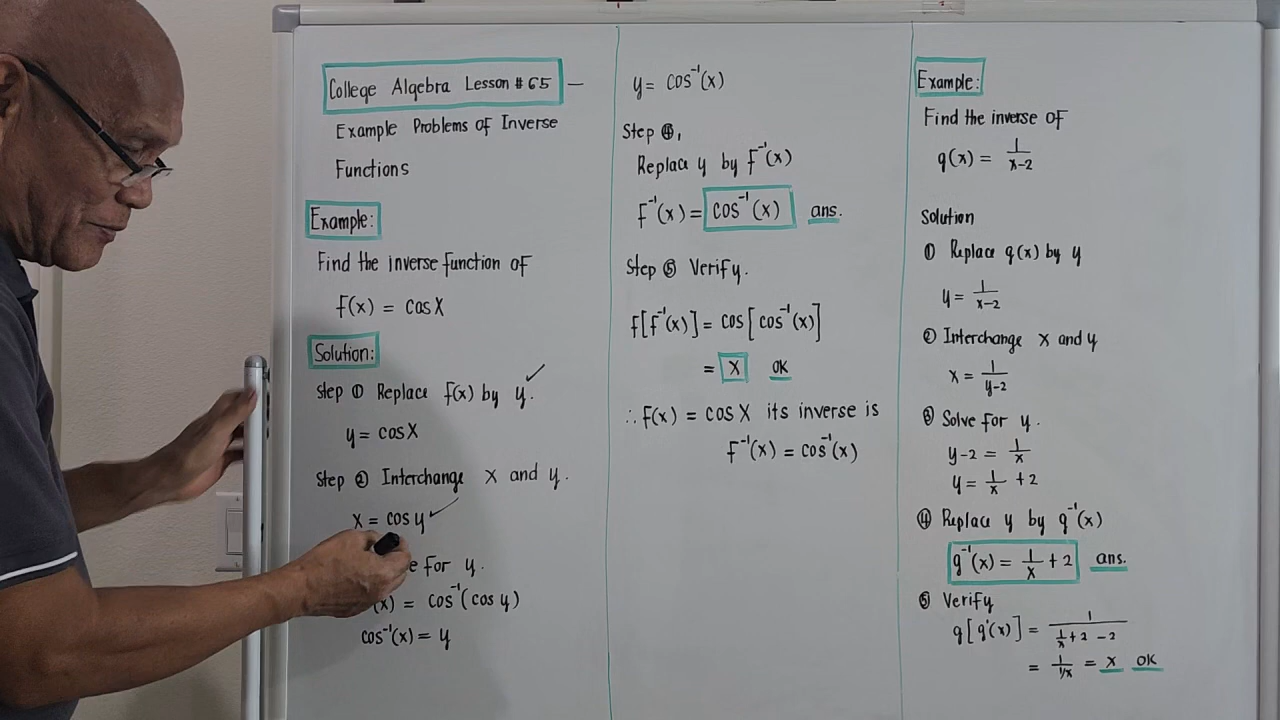 College Algebra Lesson # 65 —
Example Problems of Inverse
Functions
Example:
Find the inverse function of
f(x) = cosx
Solution:
Step ① Replace f(x) by y. ✓
y = cosx
Step ② Interchange x and y.
x = cos y ✓
for y.
(x) = cos⁻¹(cos y)
cos⁻¹(x) = y
y = cos⁻¹(x)
Step ④,
Replace y by f⁻¹(x)
f⁻¹(x) = cos⁻¹(x) ans.
Step ⑤ Verify.
f[f⁻¹(x)] = cos[cos⁻¹(x)]
= x OK
∴ f(x) = cosx its inverse is
f⁻¹(x) = cos⁻¹(x)
Example:
Find the inverse of
g(x) = 1/(x-2)
Solution
① Replace g(x) by y
y = 1/(x-2)
② Interchange x and y
x = 1/(y-2)
③ Solve for y.
y-2 = 1/x
y = 1/x + 2
④ Replace y by g⁻¹(x)
g⁻¹(x) = 1/x + 2 ans.
⑤ Verify
g[g⁻¹(x)] = 1/(1/x + 2 - 2)
= 1/(1/x) = x OK